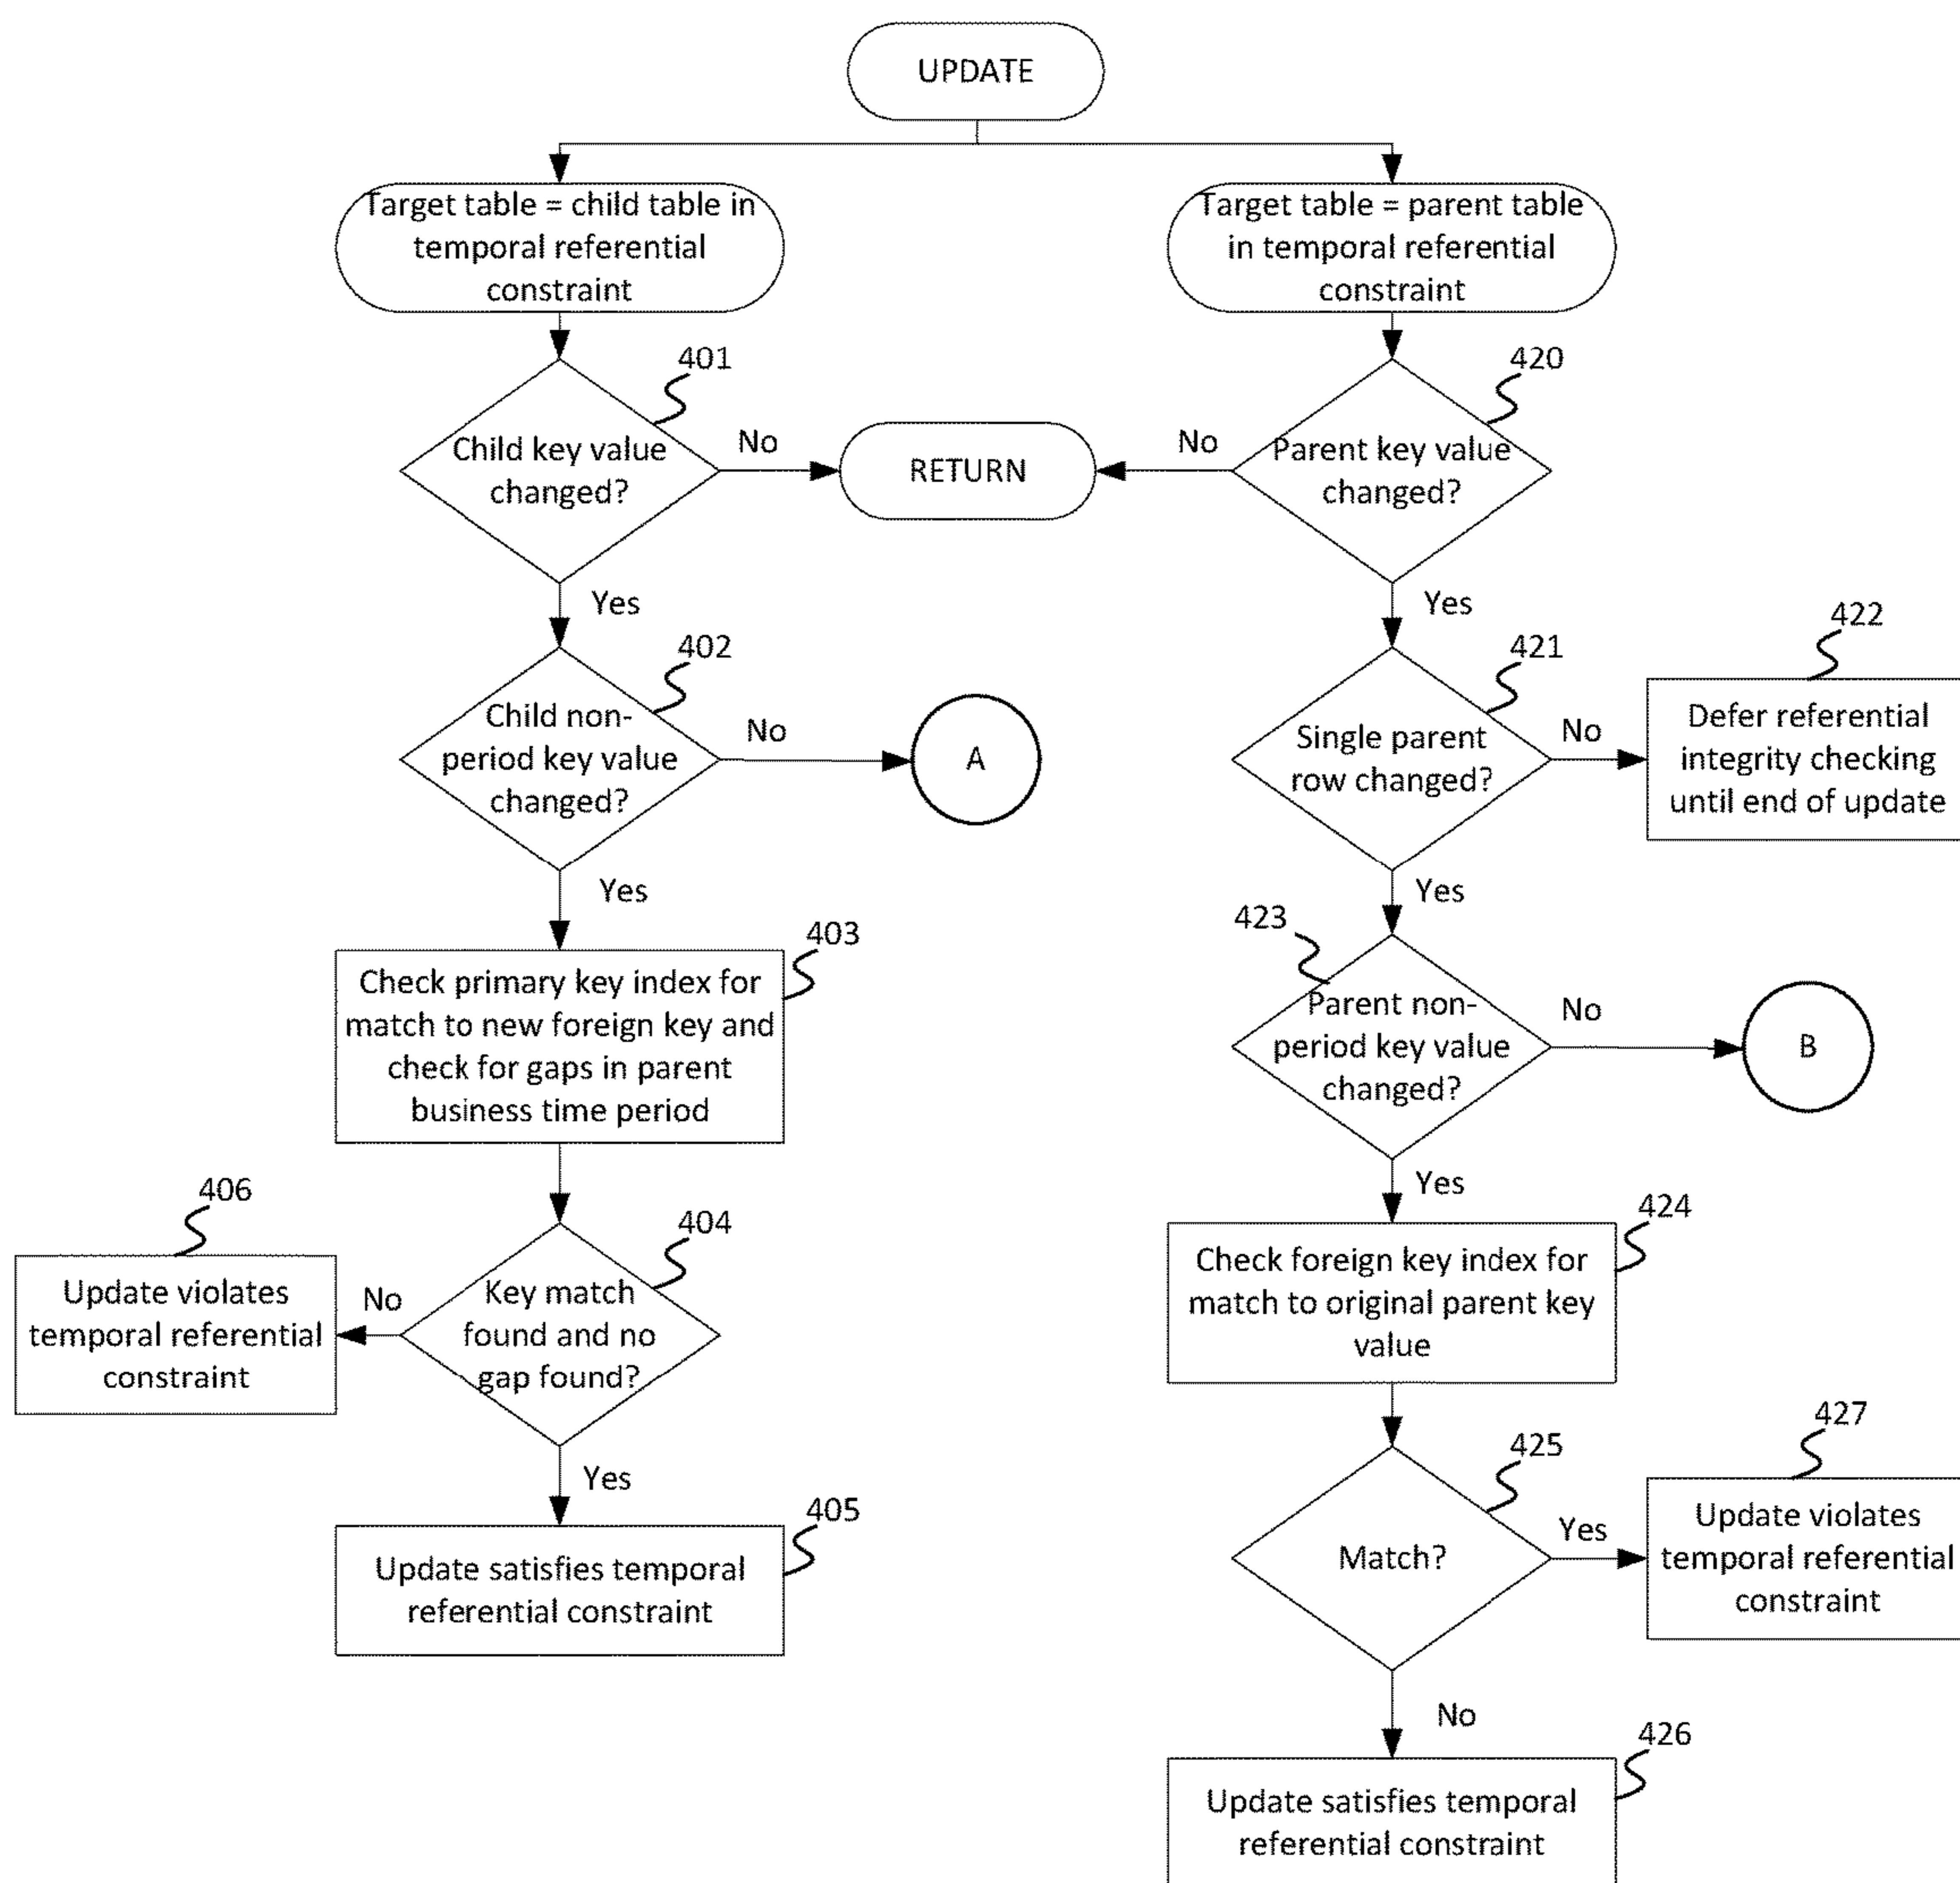 UPDATE
Target table = child table in
temporal referential
constraint
Target table = parent table
in temporal referential
constraint
401
Child key value
changed?
No
RETURN
No
420
Parent key value
changed?
Yes
Yes
402
Child non-
period key value
changed?
No
A
421
Single parent
row changed?
No
422
Defer referential
integrity checking
until end of update
Yes
Yes
403
Check primary key index for
match to new foreign key and
check for gaps in parent
business time period
423
Parent non-
period key value
changed?
No
B
Yes
406
Update violates
temporal referential
constraint
No
404
Key match
found and no
gap found?
424
Check foreign key index for
match to original parent key
value
Yes
405
Update satisfies temporal
referential constraint
425
Match?
Yes
427
Update violates
temporal referential
constraint
No
426
Update satisfies temporal
referential constraint